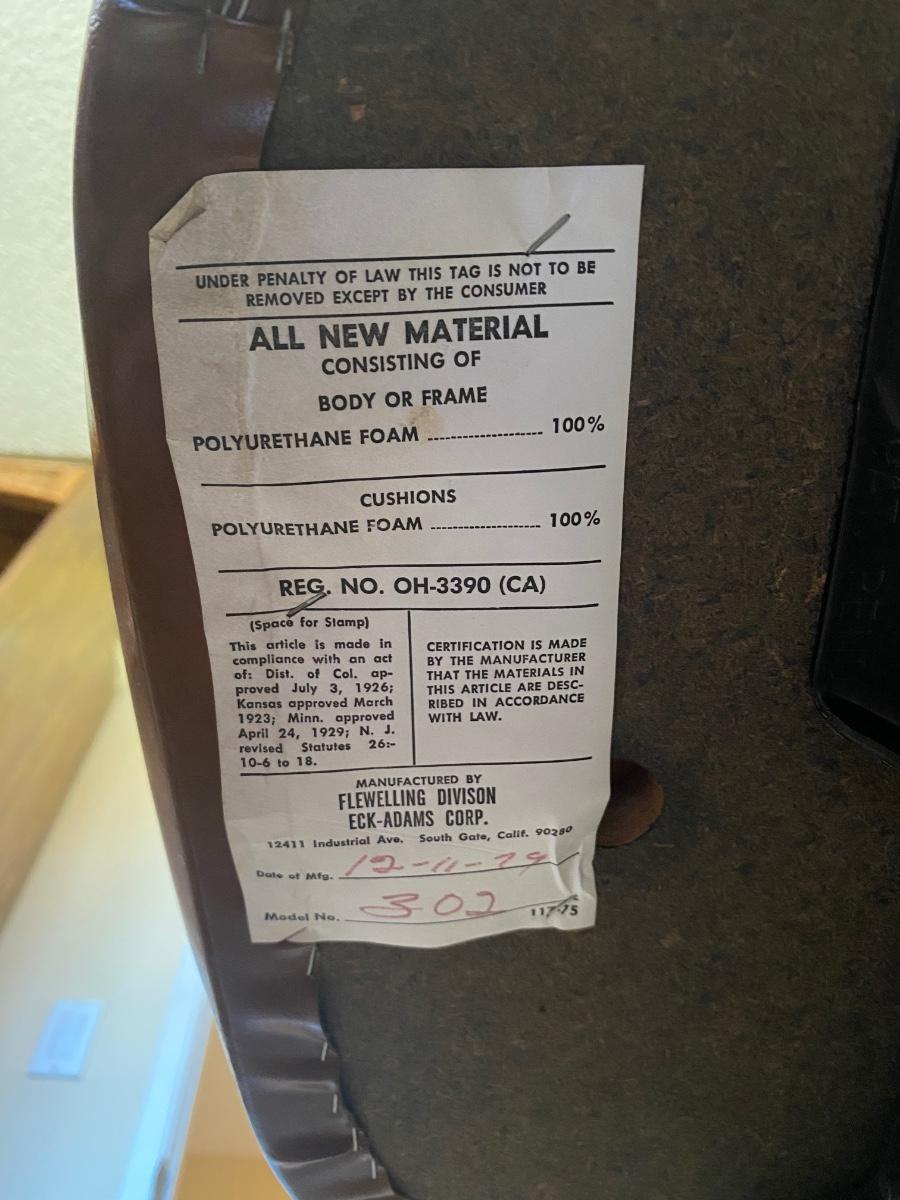 UNDER PENALTY OF LAW THIS TAG IS NOT TO BE
REMOVED EXCEPT BY THE CONSUMER
ALL NEW MATERIAL
CONSISTING OF
BODY OR FRAME
POLYURETHANE FOAM .................... 100%
CUSHIONS
POLYURETHANE FOAM .................... 100%
REG. NO. OH-3390 (CA)
(Space for Stamp)
This article is made in
compliance with an act
of: Dist. of Col. ap-
proved July 3, 1926;
Kansas approved March
1923; Minn. approved
April 24, 1929; N. J.
revised Statutes 26:-
10-6 to 18.
CERTIFICATION IS MADE
BY THE MANUFACTURER
THAT THE MATERIALS IN
THIS ARTICLE ARE DESC-
RIBED IN ACCORDANCE
WITH LAW.
MANUFACTURED BY
FLEWELLING DIVISON
ECK-ADAMS CORP.
12411 Industrial Ave. South Gate, Calif. 90280
Date of Mfg. 12-11-79
Model No. 302
117-75